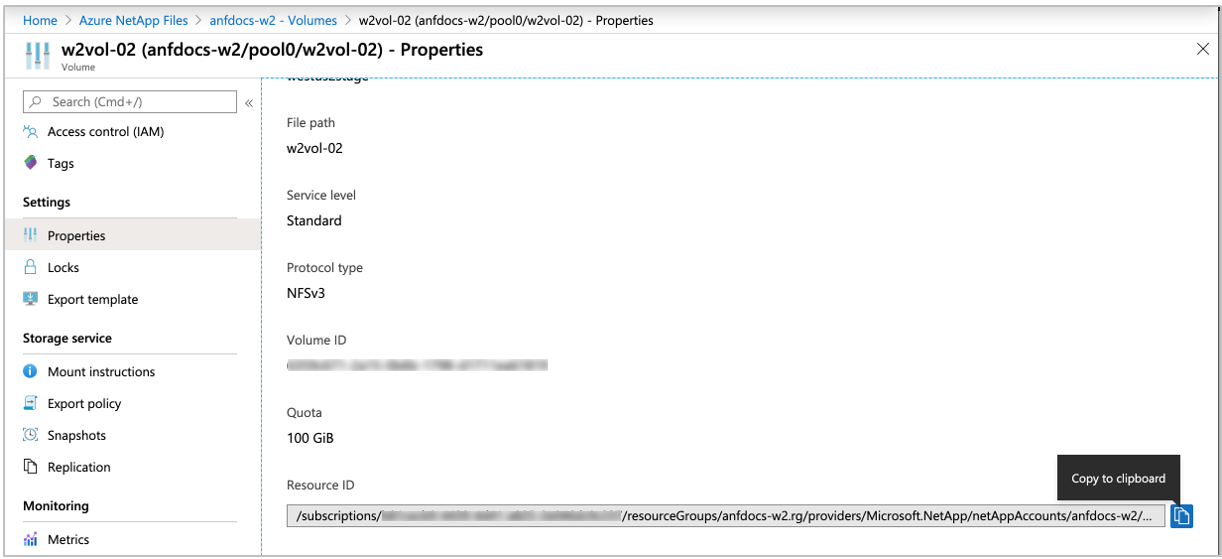 Home > Azure NetApp Files > anfdocs-w2 - Volumes > w2vol-02 (anfdocs-w2/pool0/w2vol-02) - Properties
w2vol-02 (anfdocs-w2/pool0/w2vol-02) - Properties
Volume
Search (Cmd+/)
Access control (IAM)
Tags
Settings
Properties
Locks
Export template
Storage service
Mount instructions
Export policy
Snapshots
Replication
Monitoring
Metrics
westus2stage
File path
w2vol-02
Service level
Standard
Protocol type
NFSv3
Volume ID
Quota
100 GiB
Resource ID
Copy to clipboard
/subscriptions/ /resourceGroups/anfdocs-w2.rg/providers/Microsoft.NetApp/netAppAccounts/anfdocs-w2/...